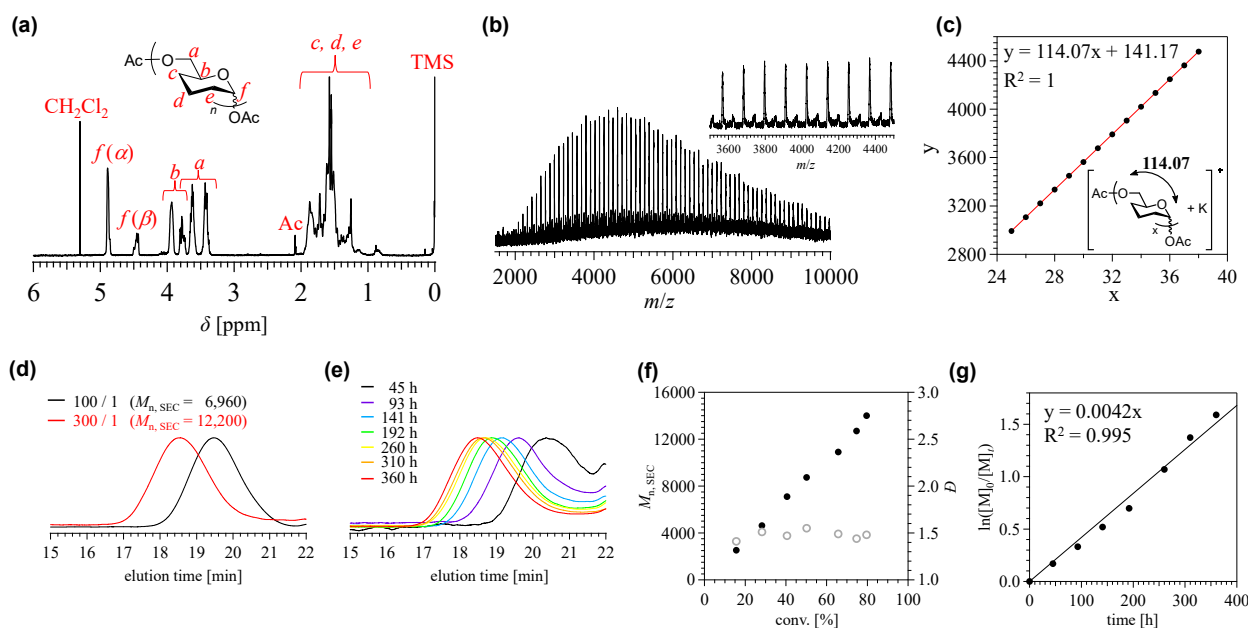 (a)
Ac
O
a
c
b
O
d
e
n
f
OAc
c, d, e
TMS
CH₂Cl₂
f(α)
f(β)
b
a
Ac
6 5 4 3 2 1 0
δ [ppm]
(b)
3600 3800 4000 4200 4400
m/z
2000 4000 6000 8000 10000
m/z
(c)
y = 114.07x + 141.17
R² = 1
4400
4000
3600
3200
2800
y
114.07
Ac
O
O
x
OAc
+ K
+
24 28 32 36 40
x
(d)
100 / 1 (Mn, SEC = 6,960)
300 / 1 (Mn, SEC = 12,200)
15 16 17 18 19 20 21 22
elution time [min]
(e)
45 h
93 h
141 h
192 h
260 h
310 h
360 h
15 16 17 18 19 20 21 22
elution time [min]
(f)
16000
12000
8000
4000
0
Mn, SEC
3.0
2.5
2.0
1.5
1.0
Đ
0 20 40 60 80 100
conv. [%]
(g)
y = 0.0042x
R² = 0.995
2.0
1.5
1.0
0.5
0.0
ln([M]₀/[M]t)
0 100 200 300 400
time [h]